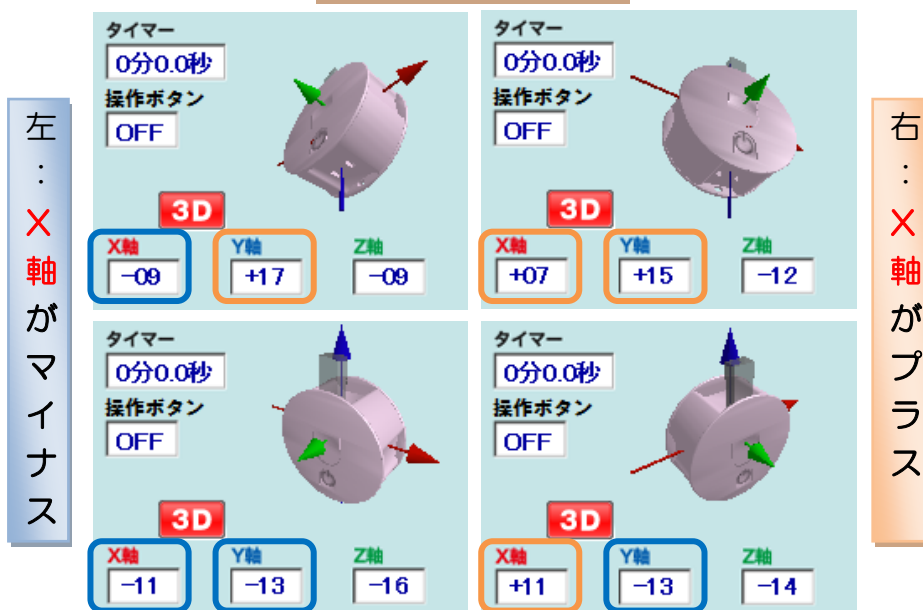 左：X軸がマイナス
タイマー
0分0.0秒
操作ボタン
OFF
3D
X軸 Y軸 Z軸
-09 +17 -09
タイマー
0分0.0秒
操作ボタン
OFF
3D
X軸 Y軸 Z軸
+07 +15 -12
タイマー
0分0.0秒
操作ボタン
OFF
3D
X軸 Y軸 Z軸
-11 -13 -16
タイマー
0分0.0秒
操作ボタン
OFF
3D
X軸 Y軸 Z軸
+11 -13 -14
右：X軸がプラス